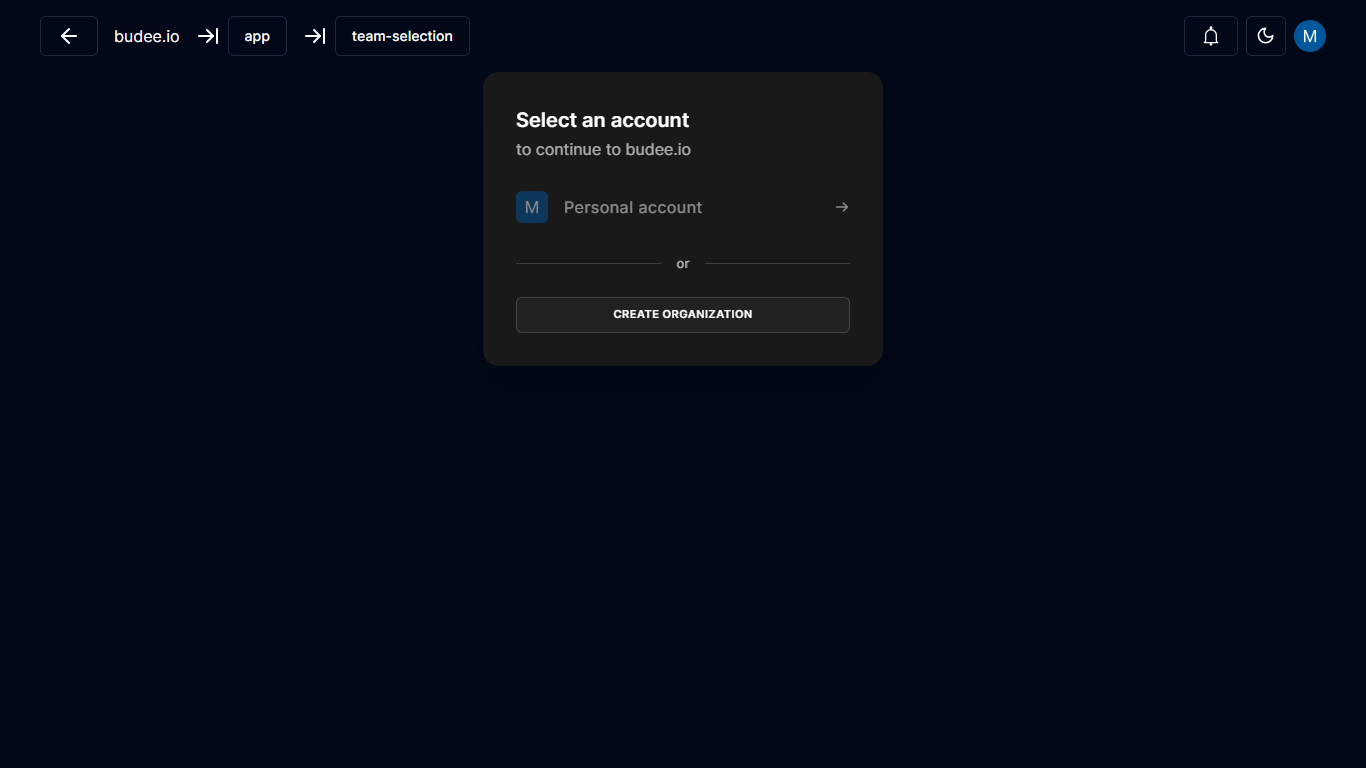 budee.io app team-selection M
Select an account
to continue to budee.io
M Personal account
or
CREATE ORGANIZATION